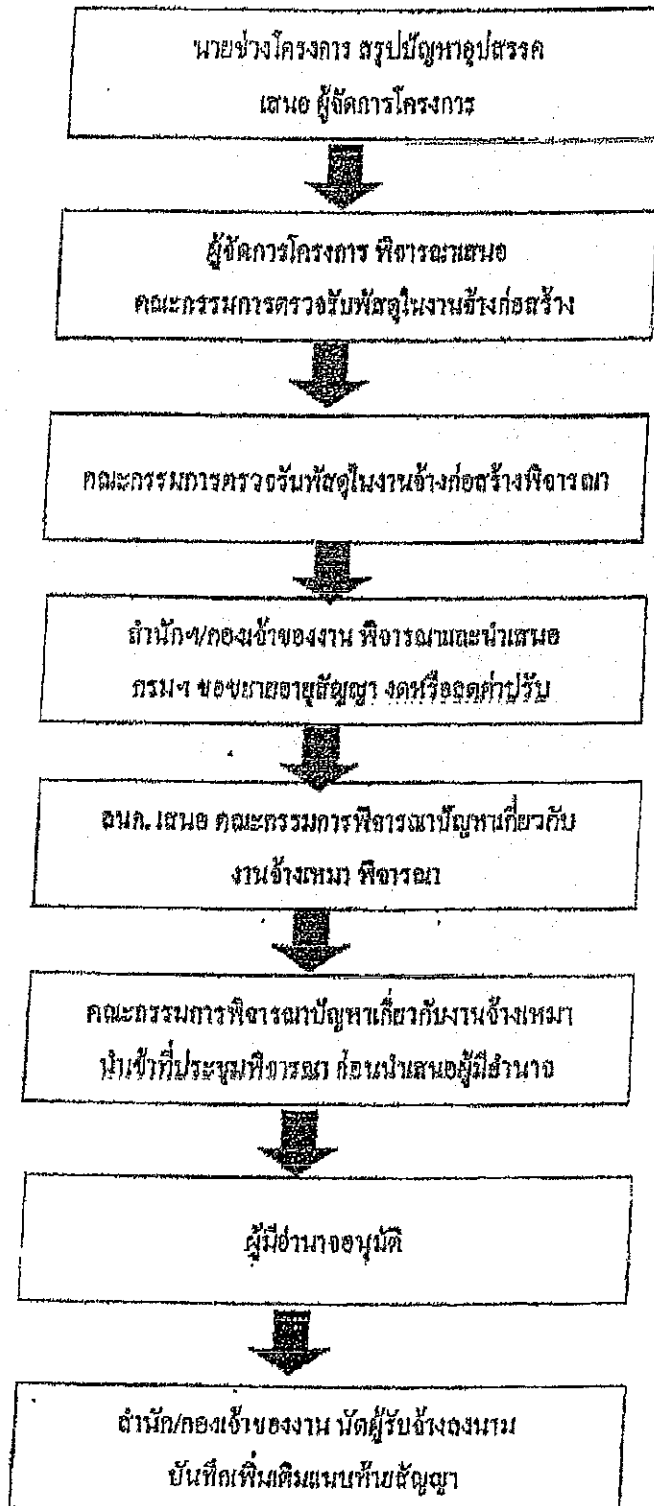 นายช่างโครงการ สรุปปัญหาอุปสรรค
เสนอ ผู้จัดการโครงการ
ผู้จัดการโครงการ พิจารณาเสนอ
คณะกรรมการตรวจรับพัสดุในงานจ้างก่อสร้าง
คณะกรรมการตรวจรับพัสดุในงานจ้างก่อสร้างพิจารณา
สำนักฯ/กองเจ้าของงาน พิจารณาและนำเสนอ
กรมฯ ขอขยายอายุสัญญา งดหรือลดค่าปรับ
เสนอ คณะกรรมการพิจารณาปัญหาเกี่ยวกับ
งานจ้างเหมา พิจารณา
คณะกรรมการพิจารณาปัญหาเกี่ยวกับงานจ้างเหมา
นำเข้าที่ประชุมพิจารณา ก่อนนำเสนอผู้มีอำนาจ
ผู้มีอำนาจอนุมัติ
สำนัก/กองเจ้าของงาน นัดผู้รับจ้างลงนาม
บันทึกเพิ่มเติมแนบท้ายสัญญา